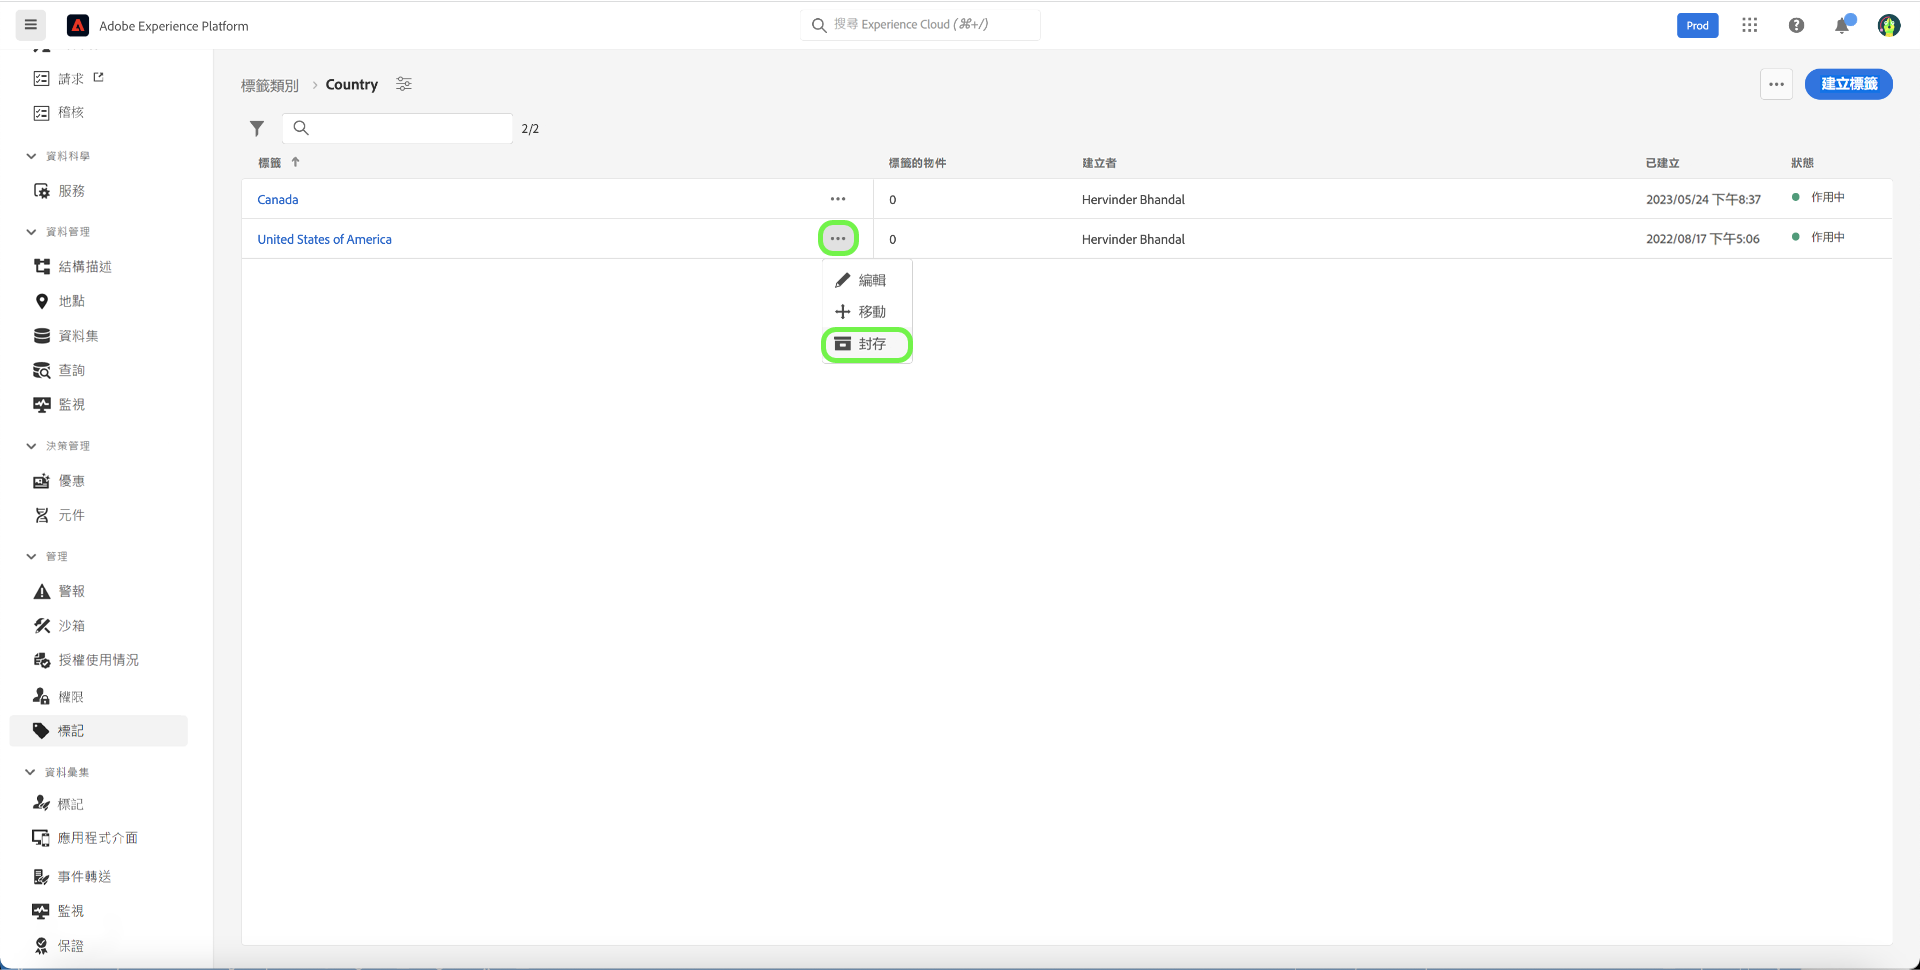 Adobe Experience Platform
搜尋 Experience Cloud (⌘+/)
Prod
請求
稽核
資料科學
服務
資料管理
結構描述
地點
資料集
查詢
監視
決策管理
優惠
元件
管理
警報
沙箱
授權使用情況
權限
標記
資料彙集
標記
應用程式介面
事件轉送
監視
保證
標籤類別 › Country
建立標籤
2/2
標籤 標籤的物件 建立者 已建立 狀態
Canada 0 Hervinder Bhandal 2023/05/24 下午8:37 作用中
United States of America 0 Hervinder Bhandal 2022/08/17 下午5:06 作用中
編輯
移動
封存